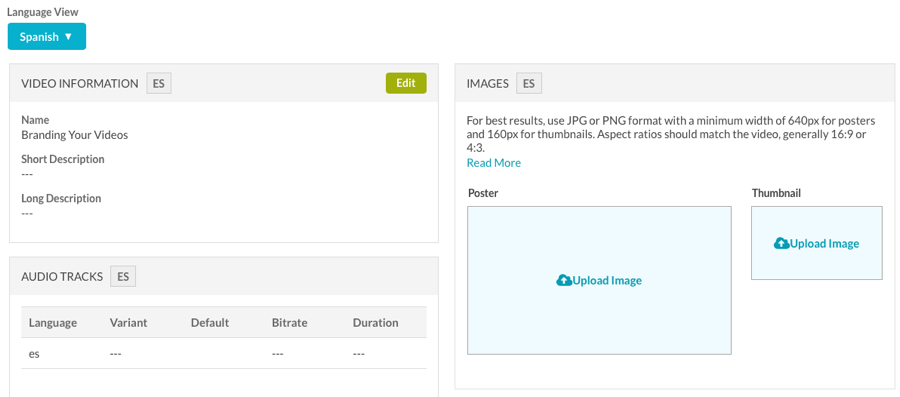 Language View
Spanish ▼
VIDEO INFORMATION ES Edit
Name
Branding Your Videos
Short Description
---
Long Description
---
AUDIO TRACKS ES
Language Variant Default Bitrate Duration
es --- --- ---
IMAGES ES
For best results, use JPG or PNG format with a minimum width of 640px for posters
and 160px for thumbnails. Aspect ratios should match the video, generally 16:9 or
4:3.
Read More
Poster Thumbnail
Upload Image
Upload Image